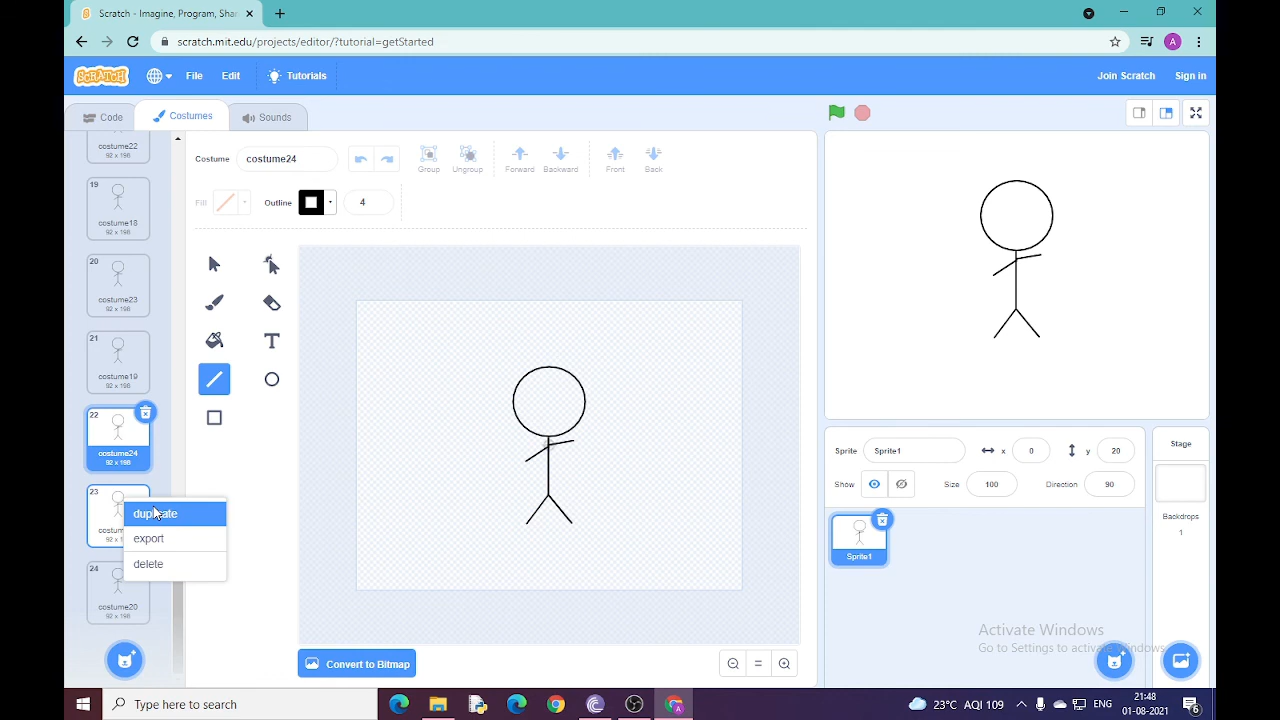 Scratch - Imagine, Program, Shar
scratch.mit.edu/projects/editor/?tutorial=getStarted
A
SCRATCH
File
Edit
Tutorials
Join Scratch
Sign in
Code
Costumes
Sounds
costume22
92 x 198
19
costume18
92 x 198
20
costume23
92 x 198
21
costume19
92 x 198
22
costume24
92 x 198
23
24
costume20
92 x 198
duplicate
export
delete
Costume
costume24
Group
Ungroup
Forward
Backward
Front
Back
Fill
Outline
4
T
Convert to Bitmap
Sprite
Sprite1
x
0
y
20
Show
Size
100
Direction
90
Sprite1
Stage
Backdrops
1
Activate Windows
Go to Settings to activate Windows.
Type here to search
23°C AQI 109
ENG
21:48
01-08-2021